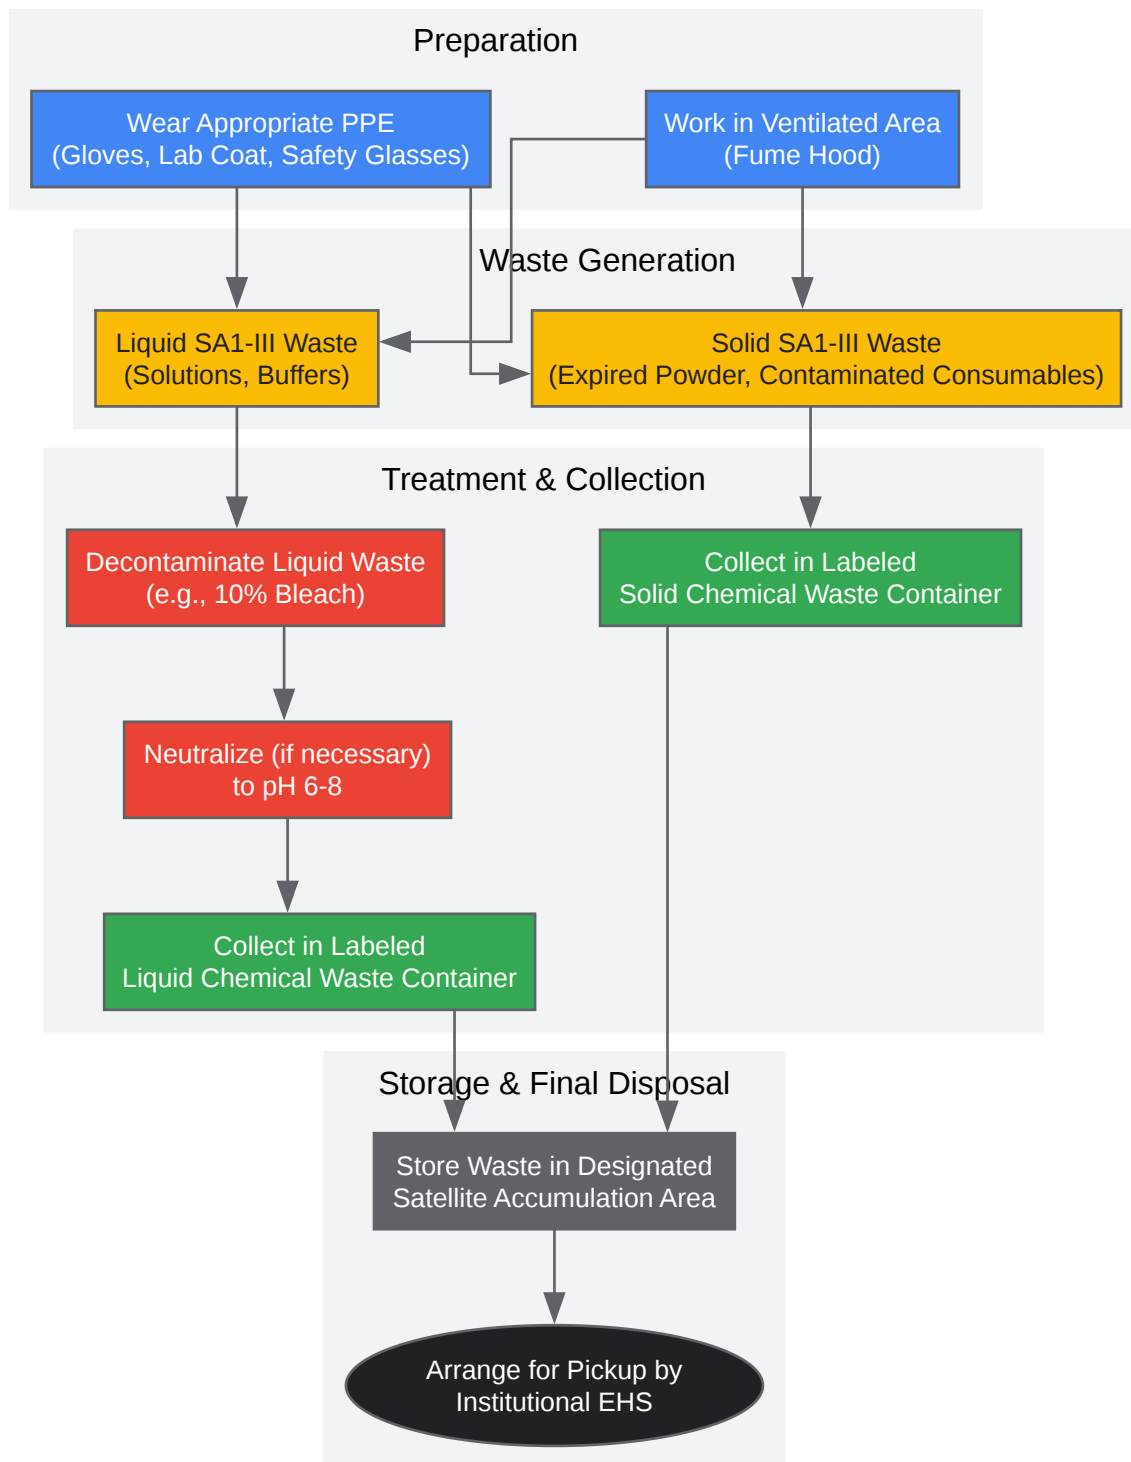 Preparation
Wear Appropriate PPE
(Gloves, Lab Coat, Safety Glasses)
Work in Ventilated Area
(Fume Hood)
Waste Generation
Liquid SA1-III Waste
(Solutions, Buffers)
Solid SA1-III Waste
(Expired Powder, Contaminated Consumables)
Treatment & Collection
Decontaminate Liquid Waste
(e.g., 10% Bleach)
Collect in Labeled
Solid Chemical Waste Container
Neutralize (if necessary)
to pH 6-8
Collect in Labeled
Liquid Chemical Waste Container
Storage & Final Disposal
Store Waste in Designated
Satellite Accumulation Area
Arrange for Pickup by
Institutional EHS